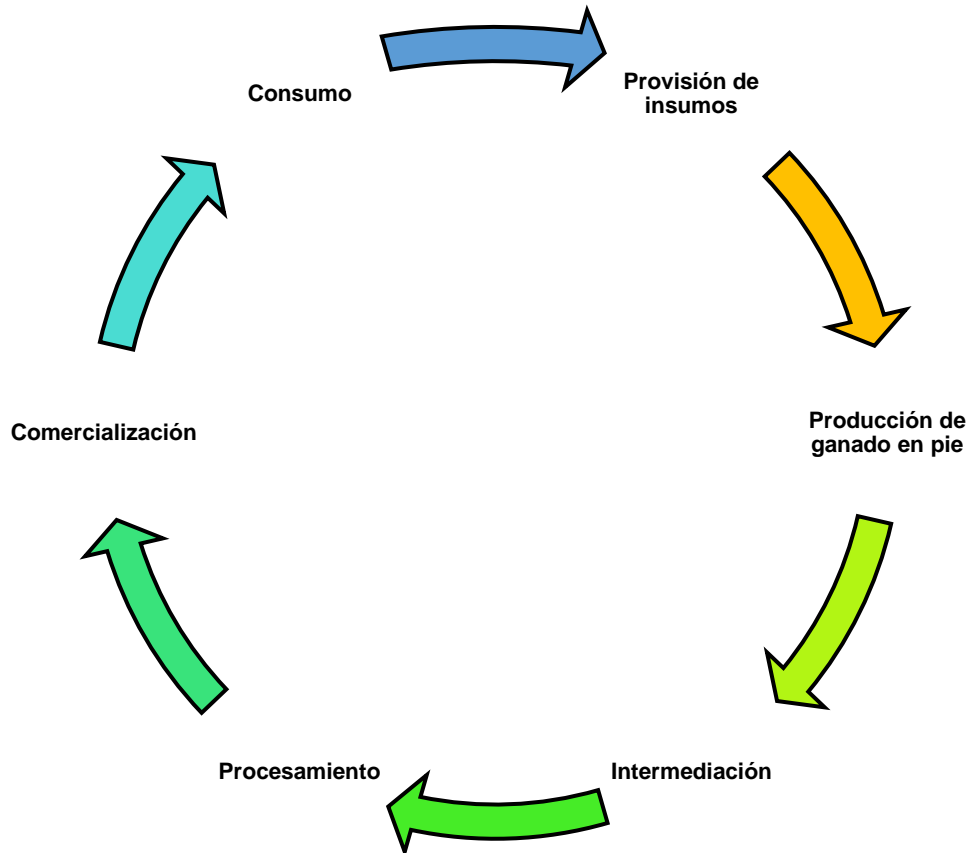 Consumo
Provisión de
insumos
Producción de
ganado en pie
Intermediación
Procesamiento
Comercialización